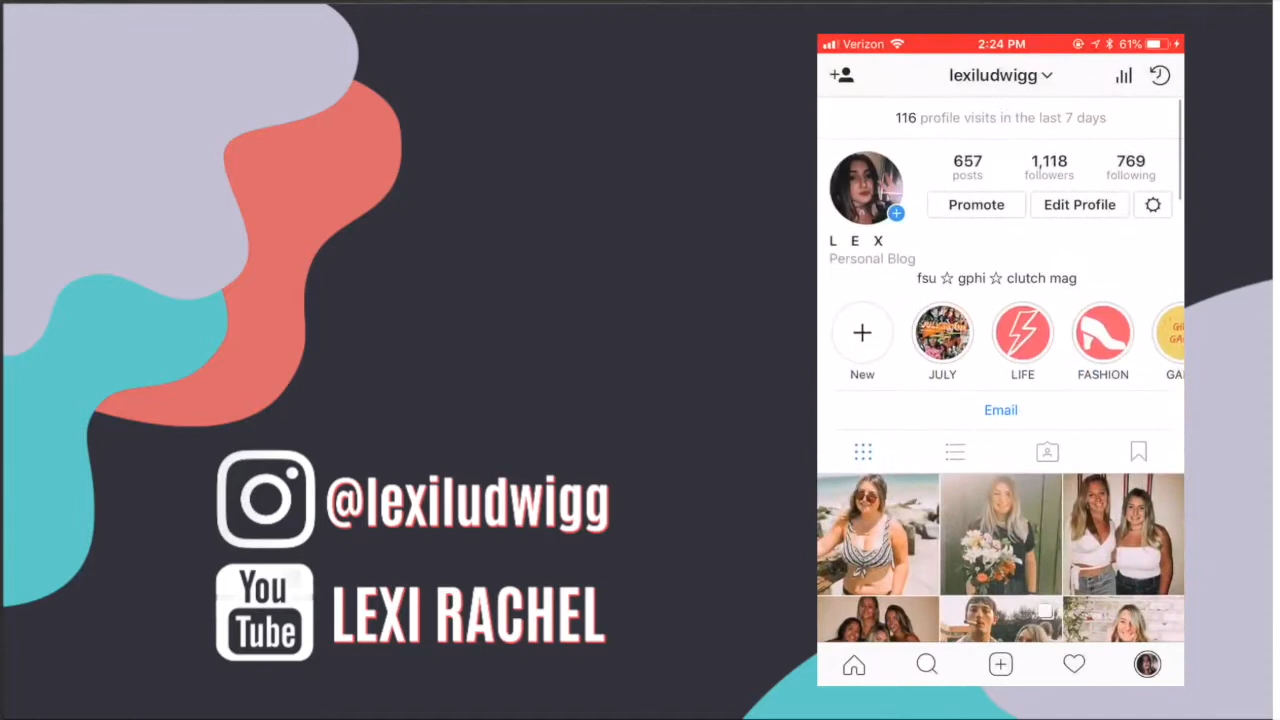 @lexiludwigg
You
Tube
LEXI RACHEL
Verizon 2:24 PM 61%
lexiludwigg
116 profile visits in the last 7 days
657 1,118 769
posts followers following
Promote Edit Profile
L E X
Personal Blog
fsu ☆ gphi ☆ clutch mag
New JULY LIFE FASHION GA
Email